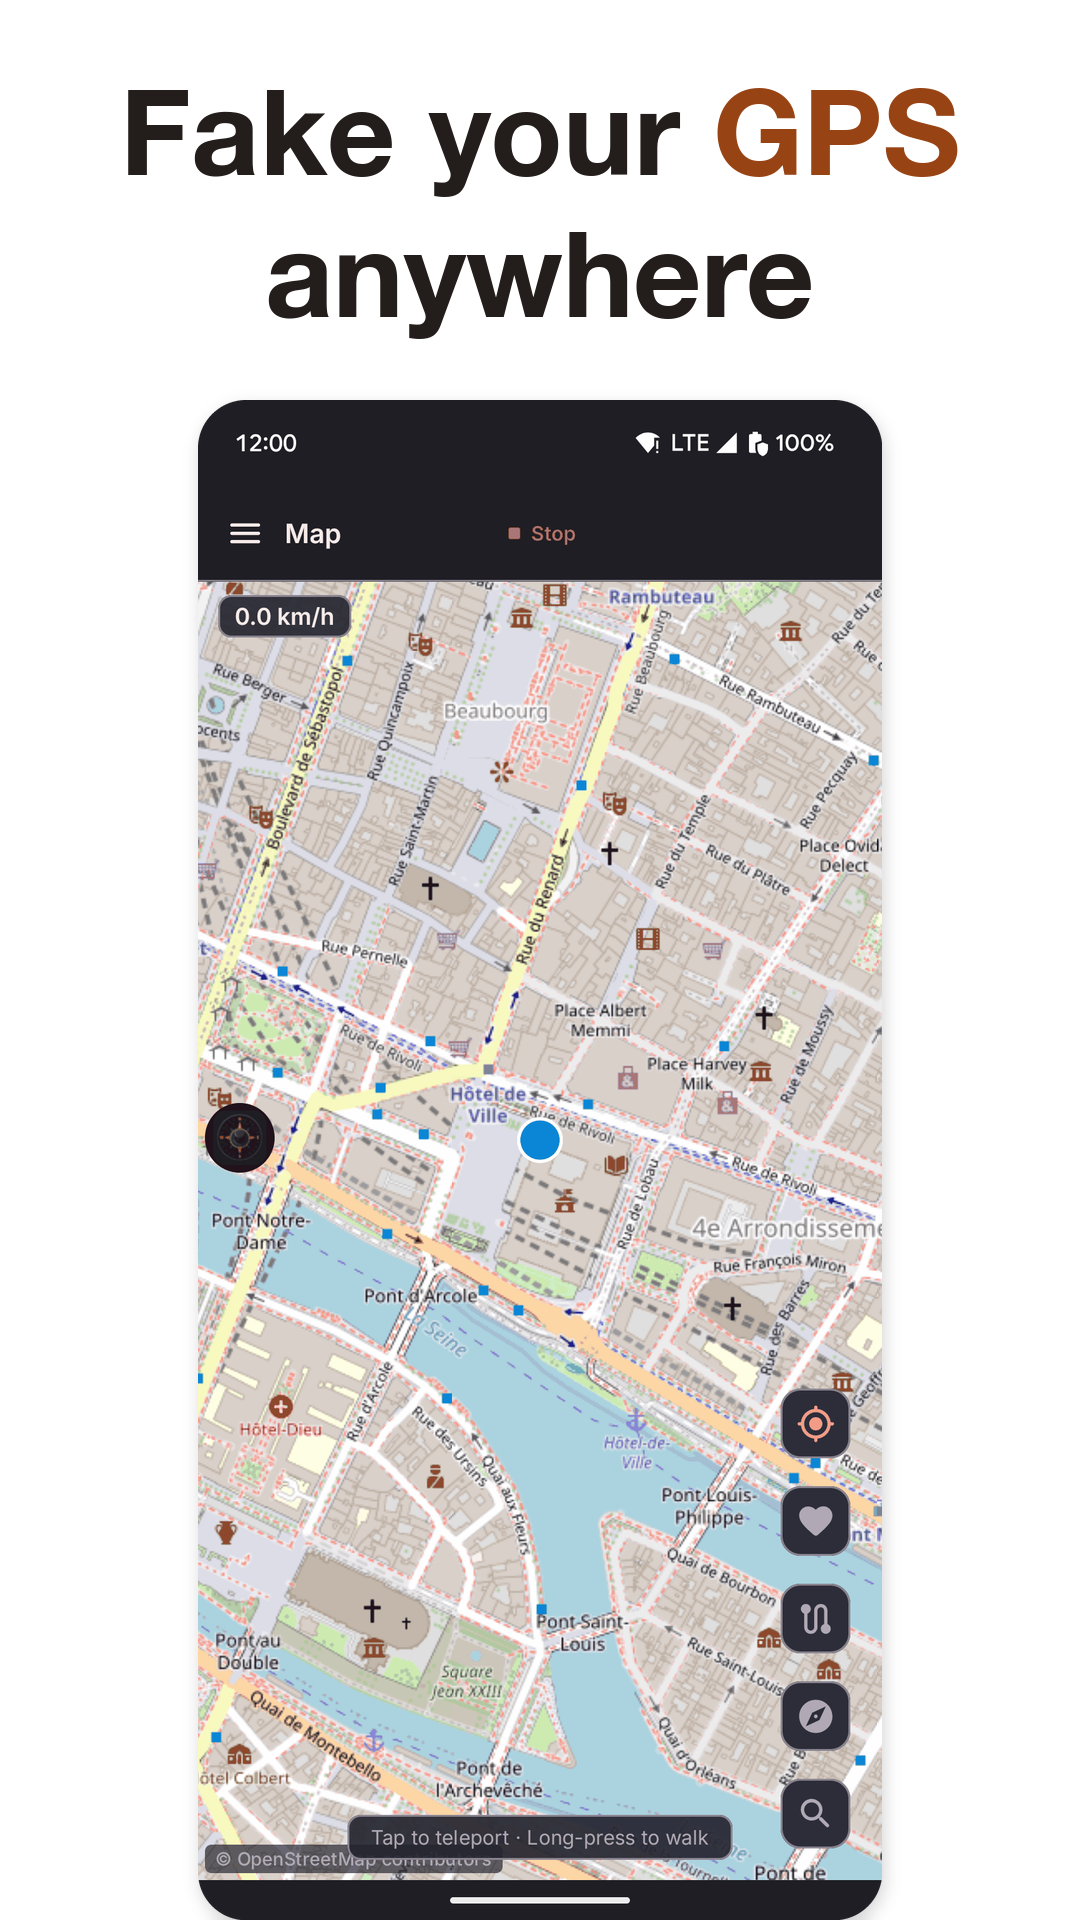 Fake your GPS
anywhere
12:00
LTE
100%
Map
Stop
0.0 km/h
Rambuteau
Rue Beaubourg
Rue Rambuteau
Rue Berger
Boulevard de Sébastopol
Rue Quincampoix
Beaubourg
Rue Saint-Martin
Rue du Renard
Rue du Temple
Rue du Plâtre
Rue Pecquay
Place Ovid
Delect
Rue Pernelle
Place Albert
Memmi
Rue de Rivoli
Place Harvey
Milk
Rue de Moussy
Hôtel de
Ville
Rue de Rivoli
Rue de Rivoli
Rue de Lobau
4e Arrondisseme
Pont Notre-
Dame
Rue François Miron
Pont d'Arcole
La Seine
Rue des Barres
Rue d'Arcole
Hôtel-Dieu
Rue des Ursins
Quai aux Fleurs
Hôtel-de-
Ville
Pont Louis-
Philippe
Quai de Bourbon
Pont Saint-
Louis
Rue Saint-Louis
Pont au
Double
Square
Jean XXIII
Quai de Montebello
Quai d'Orléans
ôtel Colbert
Pont de
l'Archevêché
Tap to teleport · Long-press to walk
© OpenStreetMap contributors
Pont de